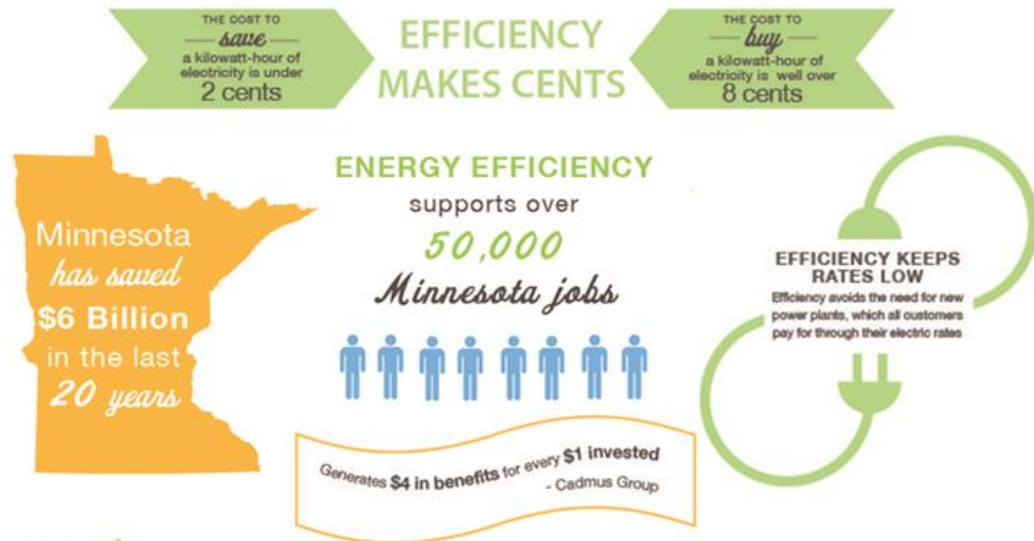 THE COST TO
save
a kilowatt-hour of
electricity is under
2 cents
EFFICIENCY
MAKES CENTS
THE COST TO
buy
a kilowatt-hour of
electricity is well over
8 cents
Minnesota
has saved
$6 Billion
in the last
20 years
ENERGY EFFICIENCY
supports over
50,000
Minnesota jobs
Generates $4 in benefits for every $1 invested
- Cadmus Group
EFFICIENCY KEEPS
RATES LOW
Efficiency avoids the need for new
power plants, which all customers
pay for through their electric rates